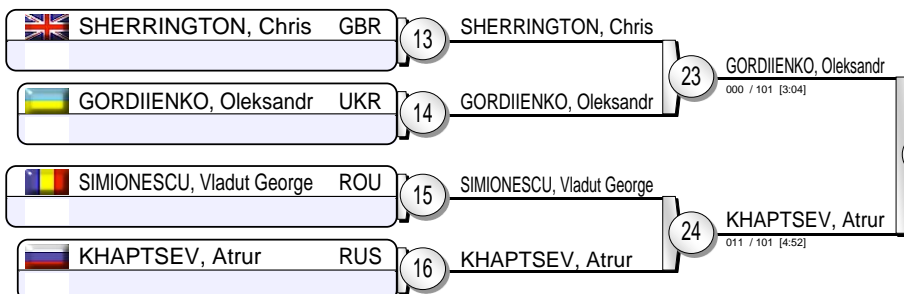 SHERRINGTON, Chris GBR 13 SHERRINGTON, Chris
23 GORDIIENKO, Oleksandr
000 / 101 [3:04]
GORDIIENKO, Oleksandr UKR 14 GORDIIENKO, Oleksandr
SIMIONESCU, Vladut George ROU 15 SIMIONESCU, Vladut George
24 KHAPTSEV, Atrur
011 / 101 [4:52]
KHAPTSEV, Atrur RUS 16 KHAPTSEV, Atrur